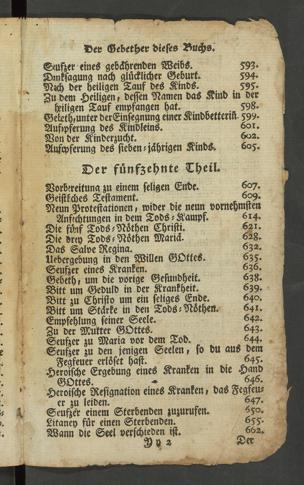 Der Gebether dieses Buchs.
Seufzer eines gebährenden Weibs. 593.
Danksagung nach glücklicher Geburt. 594.
Nach der heiligen Tauf des Kinds. 595.
Zu dem Heiligen, dessen Namen das Kind in der
heiligen Tauf empfangen hat. 598.
Gebeth, unter der Einsegnung einer Kindbetterin. 599.
Aufopferung des Kindleins. 601.
Von der Kinderzucht. 602.
Aufopferung des sieben-jährigen Kinds. 605.
Der fünfzehnte Theil.
Vorbereitung zu einem seligen Ende. 607.
Geistliches Testament. 609.
Neun Protestationen, wider die neun vornehmsten
Anfechtungen in dem Tods-Kampf. 614.
Die fünf Tods-Nöthen Christi. 621.
Die drey Tods-Nöthen Mariä. 628.
Das Salve Regina. 632.
Uebergebung in den Willen GOttes. 635.
Seufzer eines Kranken. 636.
Gebeth, um die vorige Gesundheit. 638.
Bitt um Geduld in der Krankheit. 639.
Bitt zu Christo um ein seliges Ende. 640.
Bitt um Stärke in den Tods-Nöthen. 641.
Empfehlung seiner Seele. 642.
Zu der Mutter GOttes. 643.
Seufzer zu Maria vor dem Tod. 644.
Seufzer zu den jenigen Seelen, so du aus dem
Fegfeuer erlöset hast. 645.
Heroische Ergebung eines Kranken in die Hand
GOttes. 646.
Heroische Resignation eines Kranken, das Fegfeu-
er zu leiden. 647.
Seufzer einem Sterbenden zuzurufen. 650.
Litaney für einen Sterbenden. 655.
Wann die Seel verschieden ist. 662.
Yy 2 Der